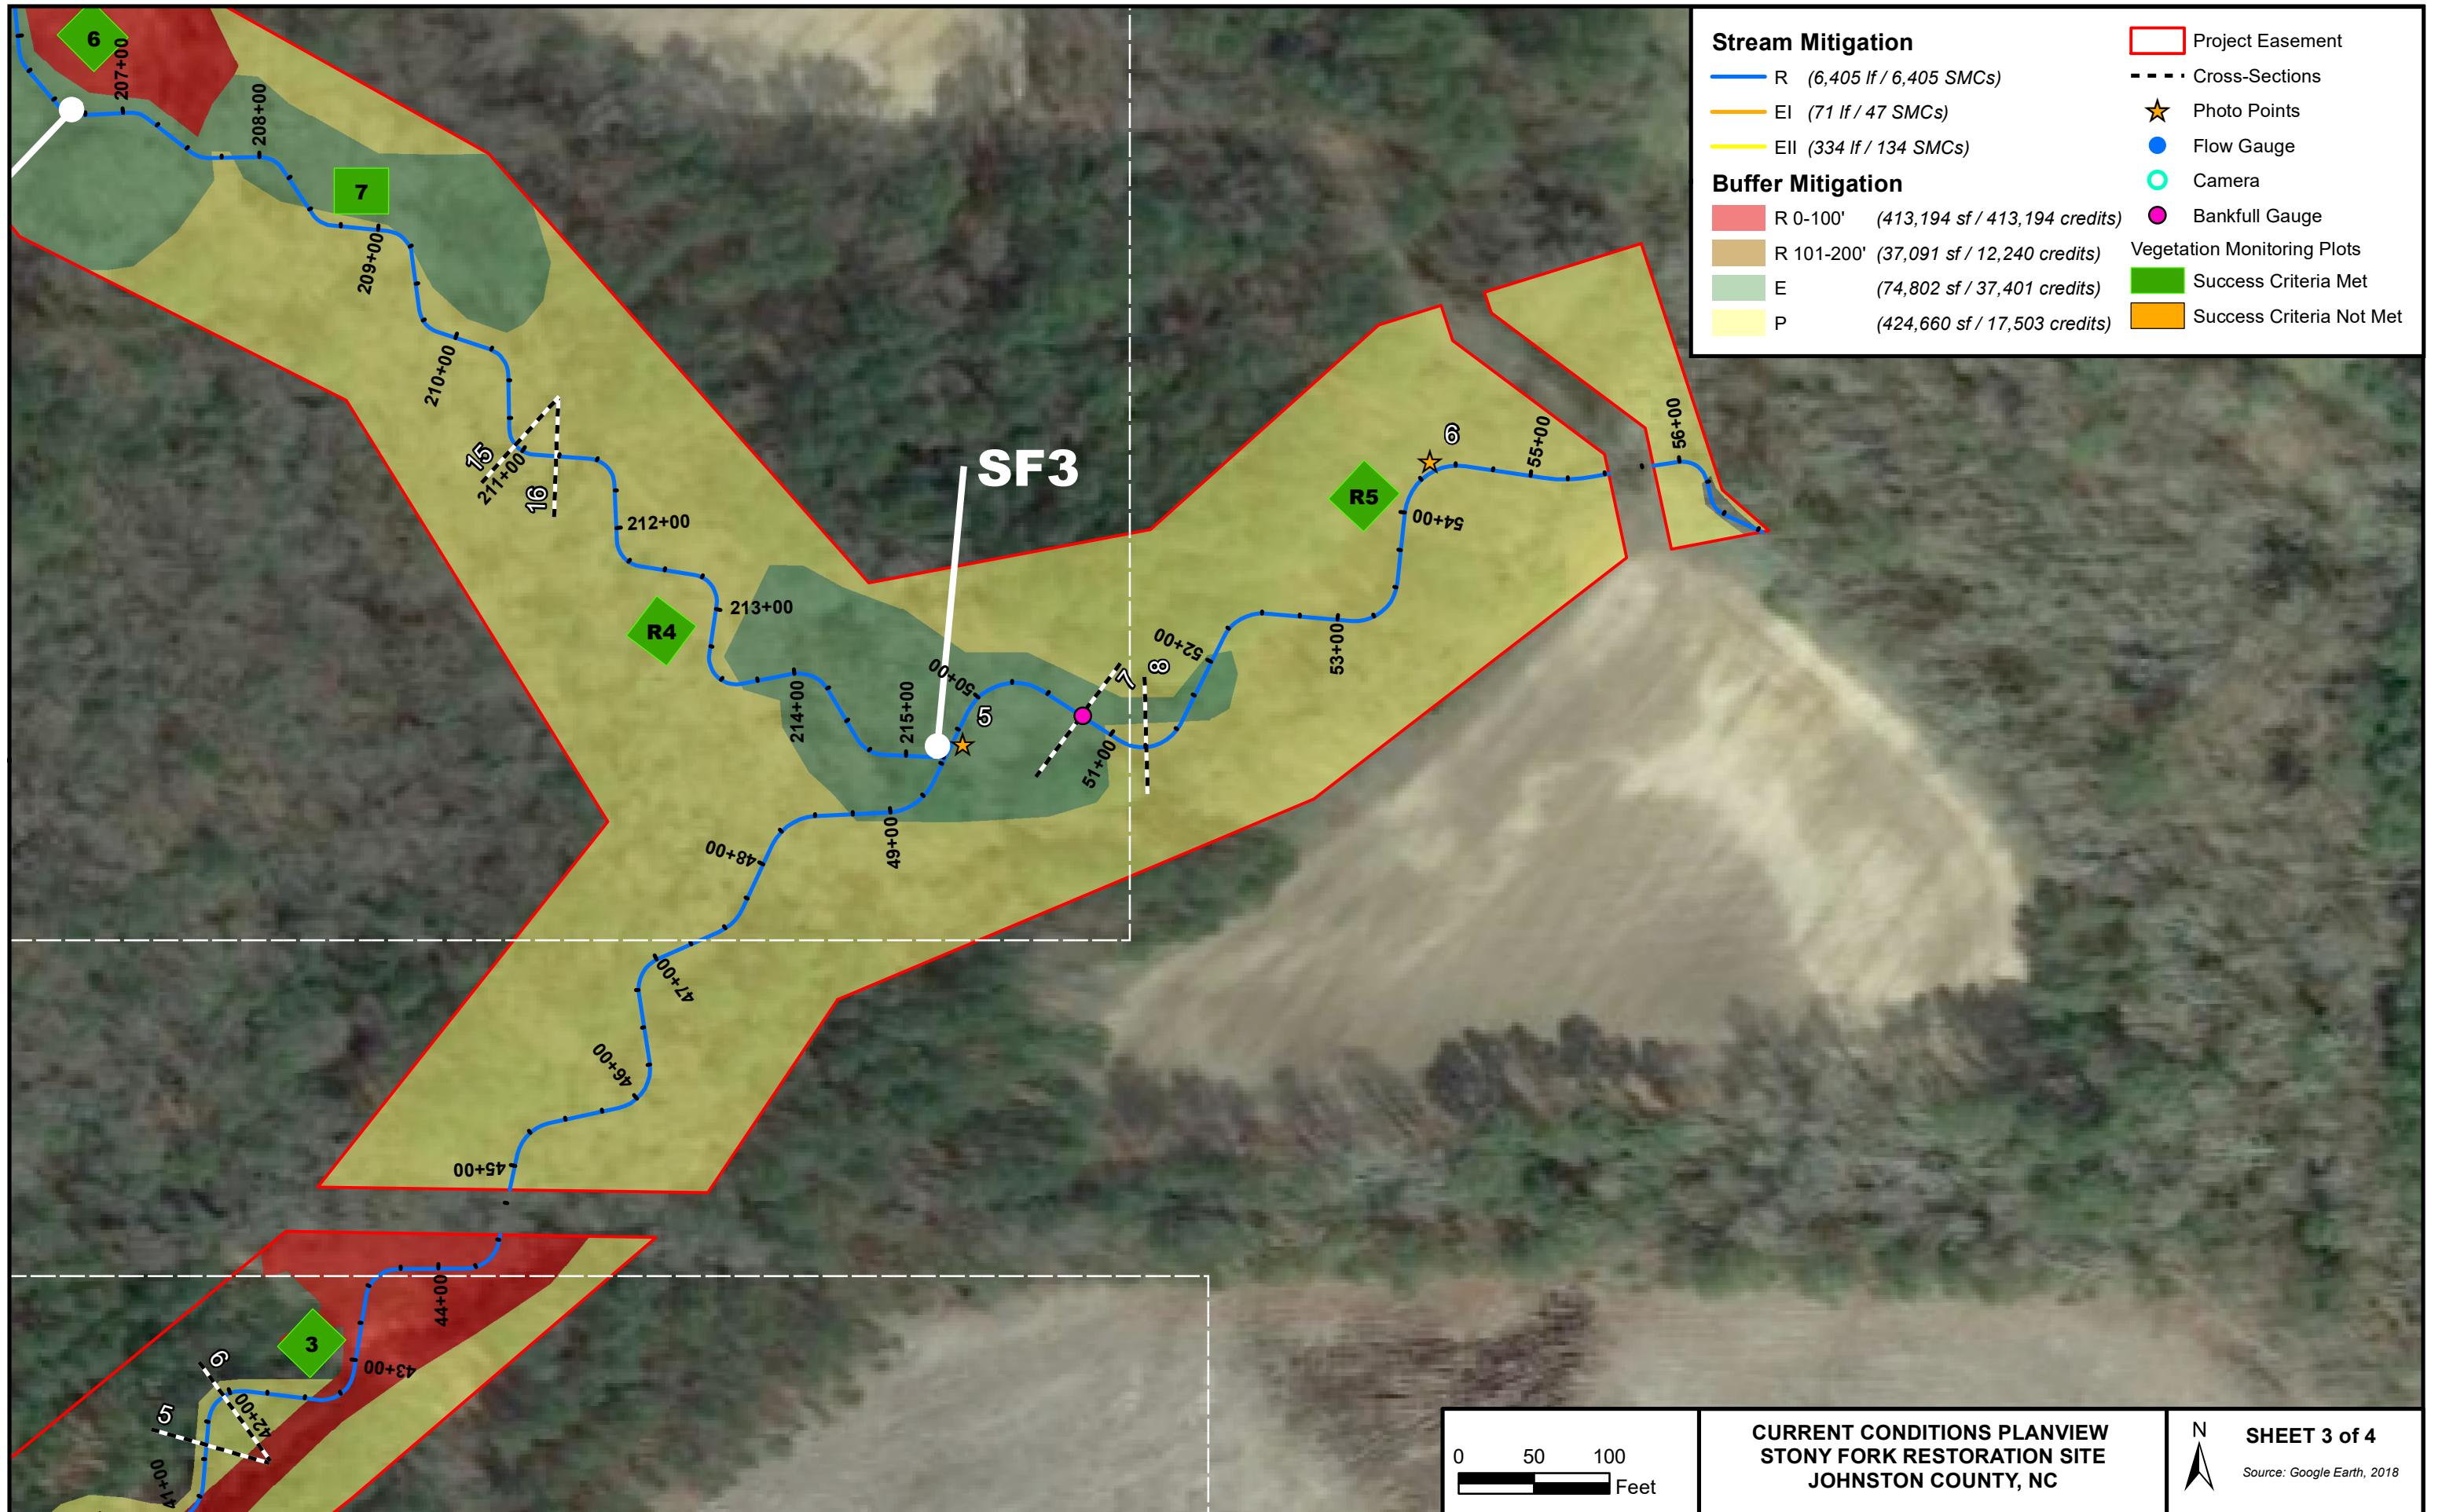 Stream Mitigation
R (6,405 lf / 6,405 SMCs)
EI (71 lf / 47 SMCs)
EII (334 lf / 134 SMCs)
Buffer Mitigation
R 0-100' (413,194 sf / 413,194 credits)
R 101-200' (37,091 sf / 12,240 credits)
E (74,802 sf / 37,401 credits)
P (424,660 sf / 17,503 credits)
Project Easement
Cross-Sections
Photo Points
Flow Gauge
Camera
Bankfull Gauge
Vegetation Monitoring Plots
Success Criteria Met
Success Criteria Not Met
6
207+00
208+00
7
209+00
210+00
15
211+00
16
212+00
213+00
R4
214+00
215+00
SF3
5
50+00
7
8
51+00
52+00
53+00
54+00
R5
6
55+00
56+00
49+00
48+00
47+00
46+00
45+00
44+00
3
43+00
6
42+00
5
41+00
0 50 100
Feet
CURRENT CONDITIONS PLANVIEW
STONY FORK RESTORATION SITE
JOHNSTON COUNTY, NC
N
SHEET 3 of 4
Source: Google Earth, 2018